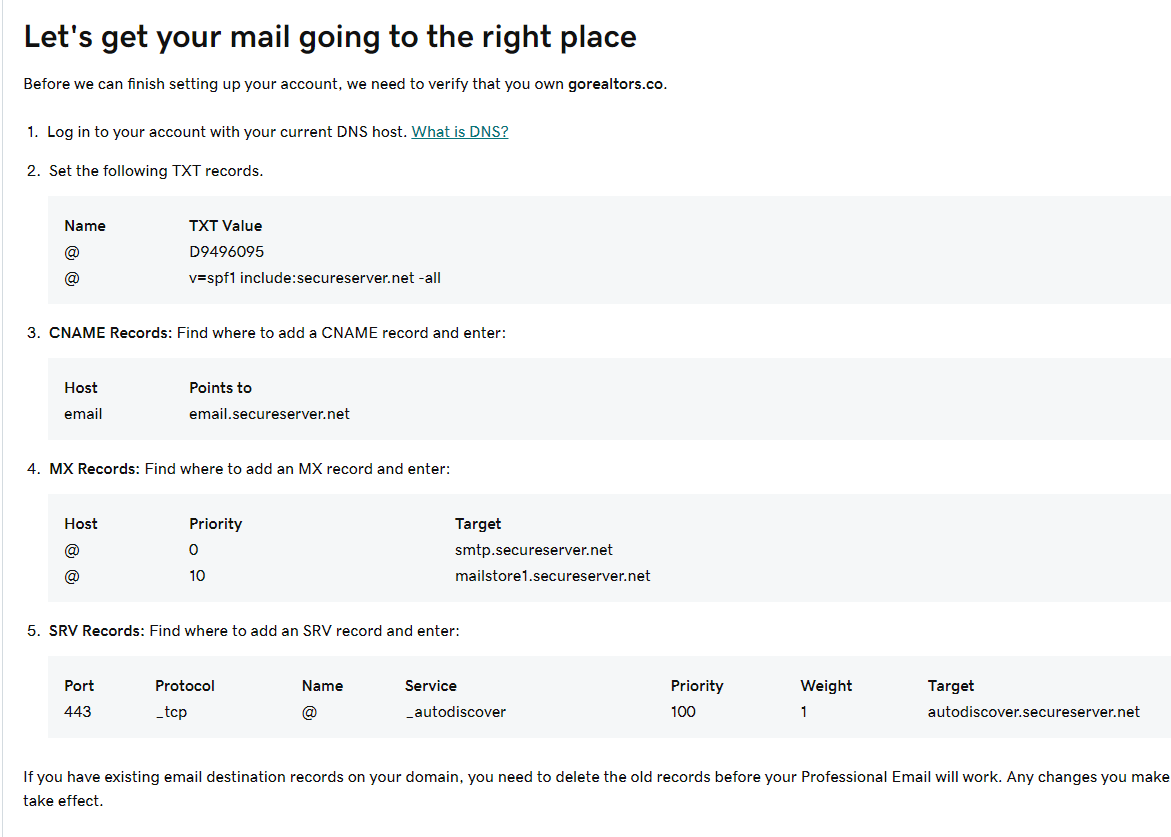 Let's get your mail going to the right place
Before we can finish setting up your account, we need to verify that you own gorealtors.co.
1. Log in to your account with your current DNS host. What is DNS?
2. Set the following TXT records.
Name TXT Value
@ D9496095
@ v=spf1 include:secureserver.net -all
3. CNAME Records: Find where to add a CNAME record and enter:
Host Points to
email email.secureserver.net
4. MX Records: Find where to add an MX record and enter:
Host Priority Target
@ 0 smtp.secureserver.net
@ 10 mailstore1.secureserver.net
5. SRV Records: Find where to add an SRV record and enter:
Port Protocol Name Service Priority Weight Target
443 _tcp @ _autodiscover 100 1 autodiscover.secureserver.net
If you have existing email destination records on your domain, you need to delete the old records before your Professional Email will work. Any changes you make
take effect.